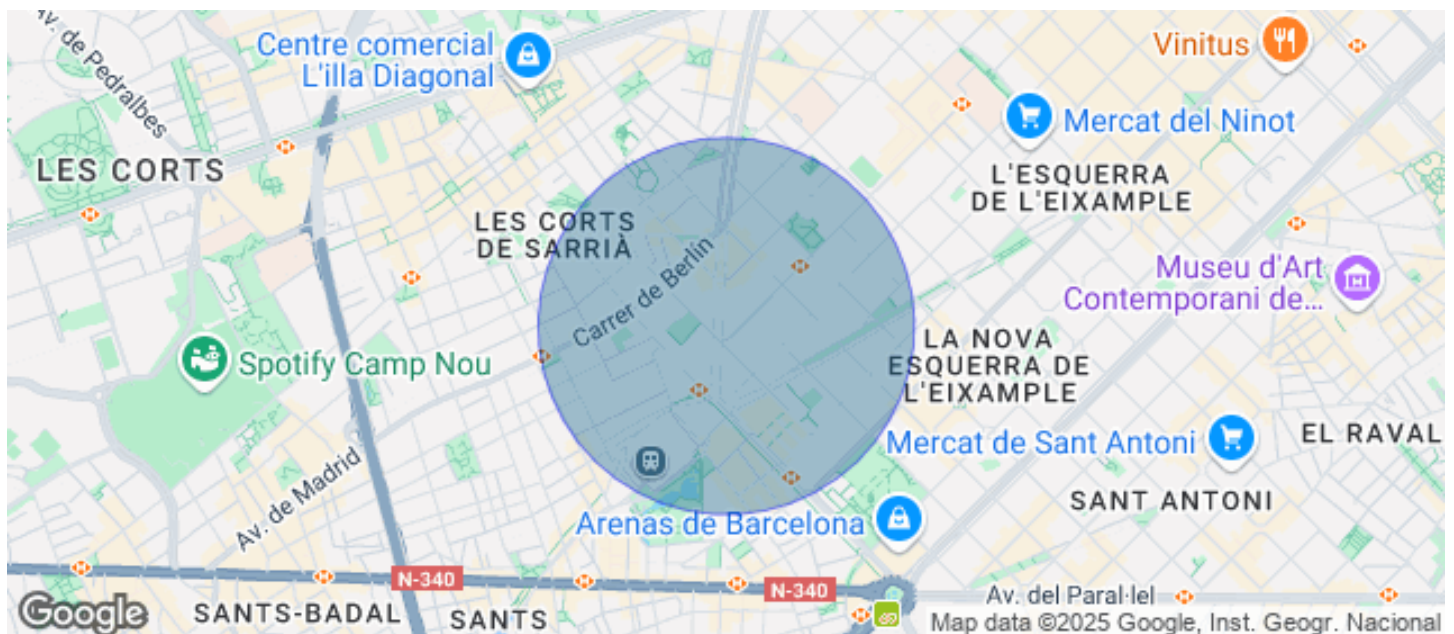 Av. de Pedralbes
Centre comercial
L'illa Diagonal
Vinitus
Mercat del Ninot
LES CORTS
L'ESQUERRA
DE L'EIXAMPLE
LES CORTS
DE SARRIÀ
Carrer de Berlín
Museu d'Art
Contemporani de...
Spotify Camp Nou
LA NOVA
ESQUERRA DE
L'EIXAMPLE
Mercat de Sant Antoni
EL RAVAL
Av. de Madrid
SANT ANTONI
Arenas de Barcelona
N-340
N-340
Av. del Paral·lel
Google
SANTS-BADAL
SANTS
Map data ©2025 Google, Inst. Geogr. Nacional